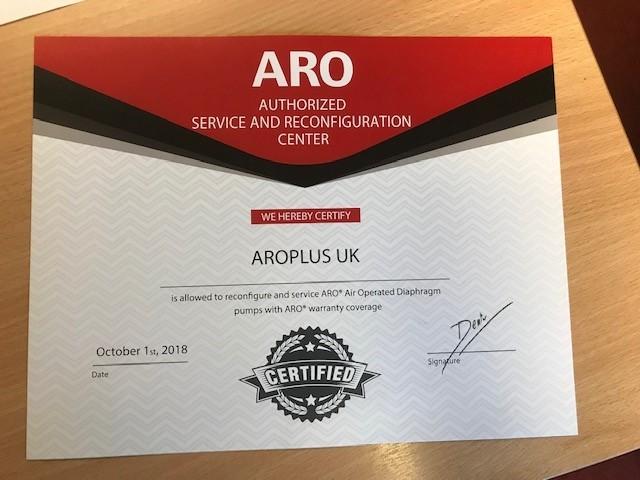 ARO
AUTHORIZED
SERVICE AND RECONFIGURATION
CENTER
WE HEREBY CERTIFY
AROPLUS UK
is allowed to reconfigure and service ARO® Air Operated Diaphragm
pumps with ARO® warranty coverage
October 1st, 2018
Date
CERTIFIED
Signature